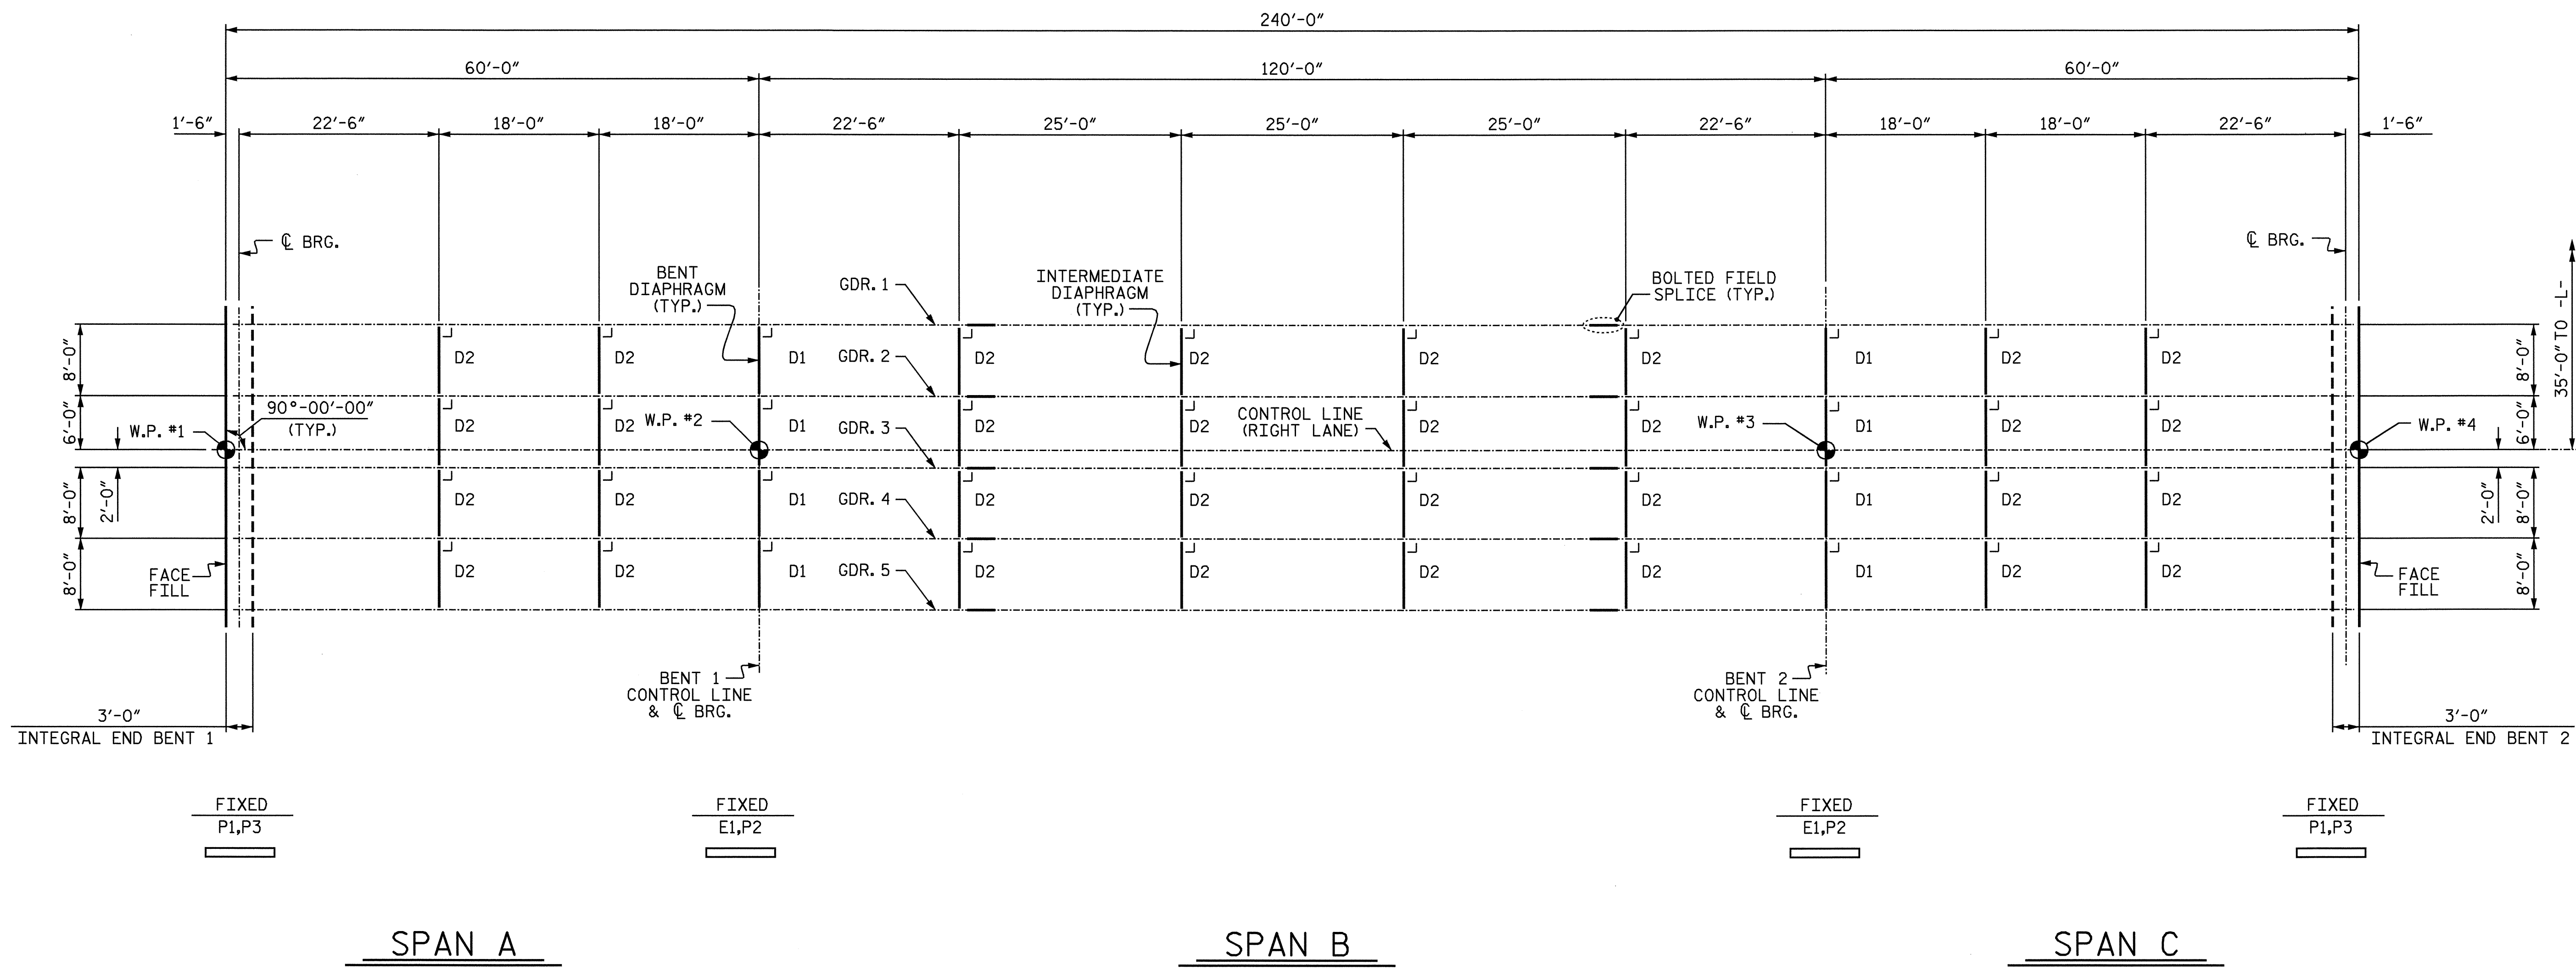 240'-0"
60'-0"
120'-0"
60'-0"
1'-6"
22'-6"
18'-0"
18'-0"
22'-6"
25'-0"
25'-0"
25'-0"
22'-6"
18'-0"
18'-0"
22'-6"
1'-6"
℄ BRG.
℄ BRG.
BENT
DIAPHRAGM
(TYP.)
GDR. 1
INTERMEDIATE
DIAPHRAGM
(TYP.)
BOLTED FIELD
SPLICE (TYP.)
35'-0" TO -L-
8'-0"
D2
D2
D1
GDR. 2
D2
D2
D2
D2
D1
D2
D2
8'-0"
6'-0"
W.P. #1
90°-00'-00"
(TYP.)
D2
D2
W.P. #2
D1
GDR. 3
D2
D2
CONTROL LINE
(RIGHT LANE)
D2
D2
W.P. #3
D1
D2
D2
W.P. #4
6'-0"
8'-0"
2'-0"
D2
D2
D1
GDR. 4
D2
D2
D2
D2
D1
D2
D2
2'-0"
8'-0"
8'-0"
FACE
FILL
D2
D2
D1
GDR. 5
D2
D2
D2
D2
D1
D2
D2
FACE
FILL
8'-0"
BENT 1
CONTROL LINE
& ℄ BRG.
BENT 2
CONTROL LINE
& ℄ BRG.
3'-0"
INTEGRAL END BENT 1
3'-0"
INTEGRAL END BENT 2
FIXED
P1,P3
FIXED
E1,P2
FIXED
E1,P2
FIXED
P1,P3
SPAN A
SPAN B
SPAN C